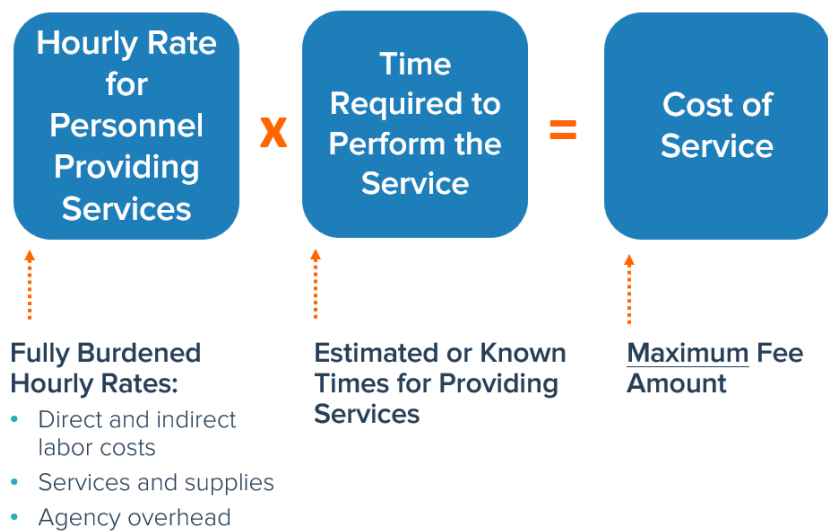 Hourly Rate
for
Personnel
Providing
Services
x
Time
Required to
Perform the
Service
=
Cost of
Service
Fully Burdened
Hourly Rates:
• Direct and indirect
labor costs
• Services and supplies
• Agency overhead
Estimated or Known
Times for Providing
Services
Maximum Fee
Amount